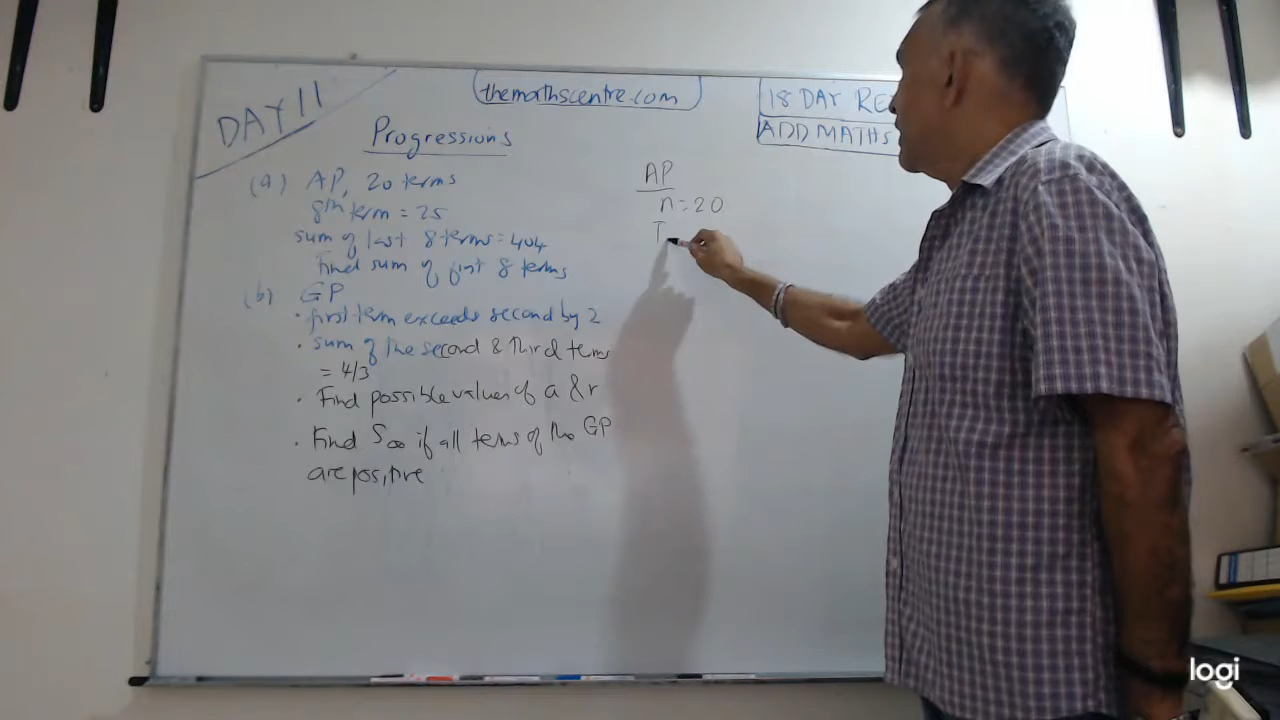 DAY 11
themathscentre.com
18 DAY RE
ADD MATHS
Progressions
(a) AP, 20 terms
8th term = 25
sum of last 8 terms = 404
Find sum of first 8 terms
(b) GP
· first term exceeds second by 2
· sum of the second & third terms
= 4/3
· Find possible values of a & r
· Find S∞ if all terms of the GP
are positive
AP
n = 20
T
logi